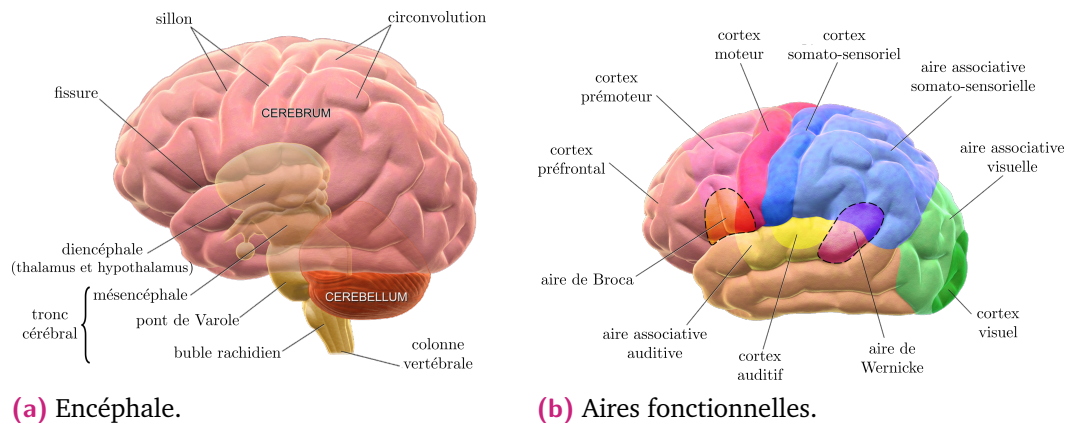 sillon
circonvolution
fissure
CEREBRUM
diencéphale
(thalamus et hypothalamus)
mésencéphale
tronc
cérébral
pont de Varole
CEREBELLUM
buble rachidien
colonne
vertébrale
(a) Encéphale.
cortex
moteur
cortex
somato-sensoriel
aire associative
somato-sensorielle
cortex
prémoteur
cortex
préfrontal
aire associative
visuelle
aire de Broca
aire associative
auditive
cortex
auditif
aire de
Wernicke
cortex
visuel
(b) Aires fonctionnelles.